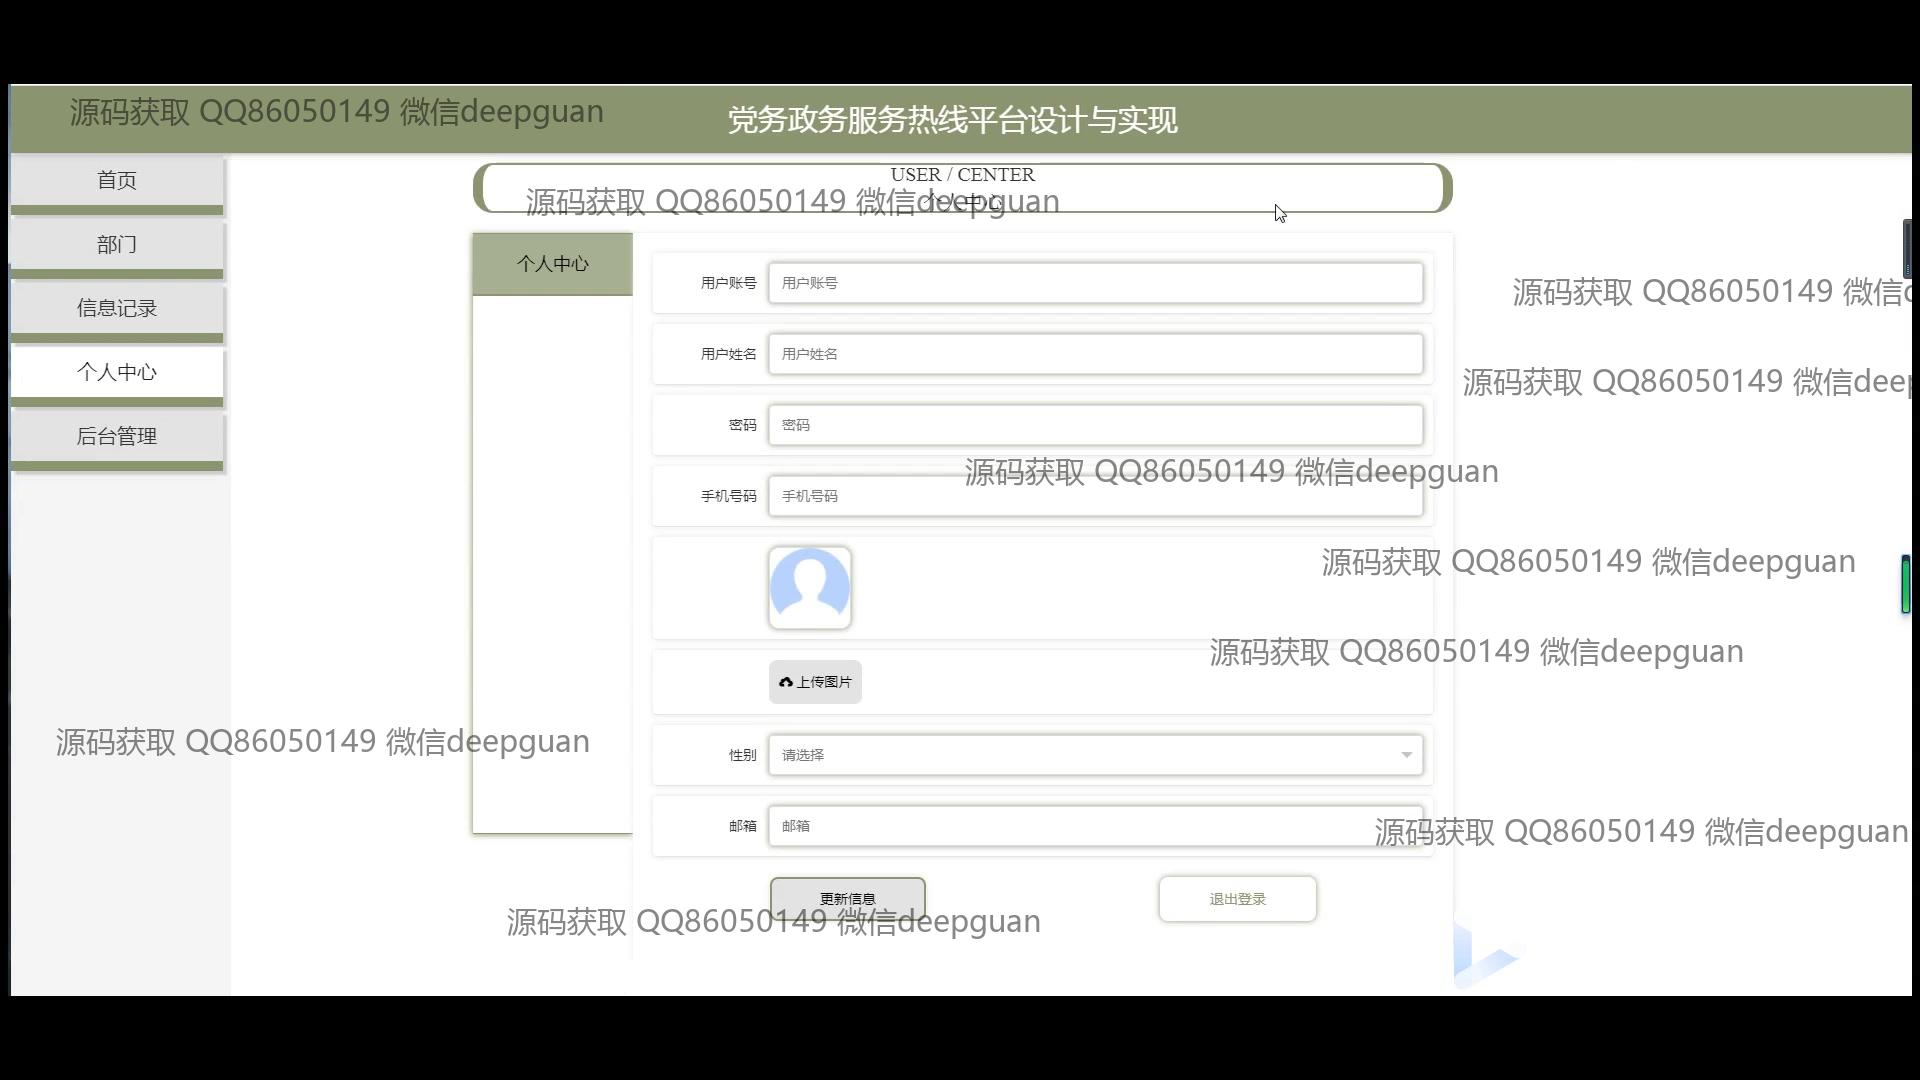 源码获取 QQ86050149 微信deepguan
党务政务服务热线平台设计与实现
首页
部门
信息记录
个人中心
后台管理
USER / CENTER
个人中心
源码获取 QQ86050149 微信deepguan
个人中心
用户账号 用户账号
源码获取 QQ86050149 微信
用户姓名 用户姓名
源码获取 QQ86050149 微信deep
密码 密码
源码获取 QQ86050149 微信deepguan
手机号码 手机号码
源码获取 QQ86050149 微信deepguan
源码获取 QQ86050149 微信deepguan
上传图片
源码获取 QQ86050149 微信deepguan
性别 请选择
邮箱 邮箱
源码获取 QQ86050149 微信deepguan
更新信息 退出登录
源码获取 QQ86050149 微信deepguan